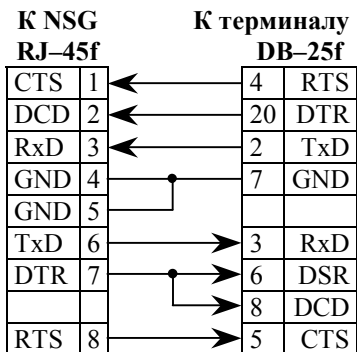 К NSG К терминалу
RJ–45f DB–25f
CTS 1 4 RTS
DCD 2 20 DTR
RxD 3 2 TxD
GND 4 7 GND
GND 5
TxD 6 3 RxD
DTR 7 6 DSR
8 DCD
RTS 8 5 CTS